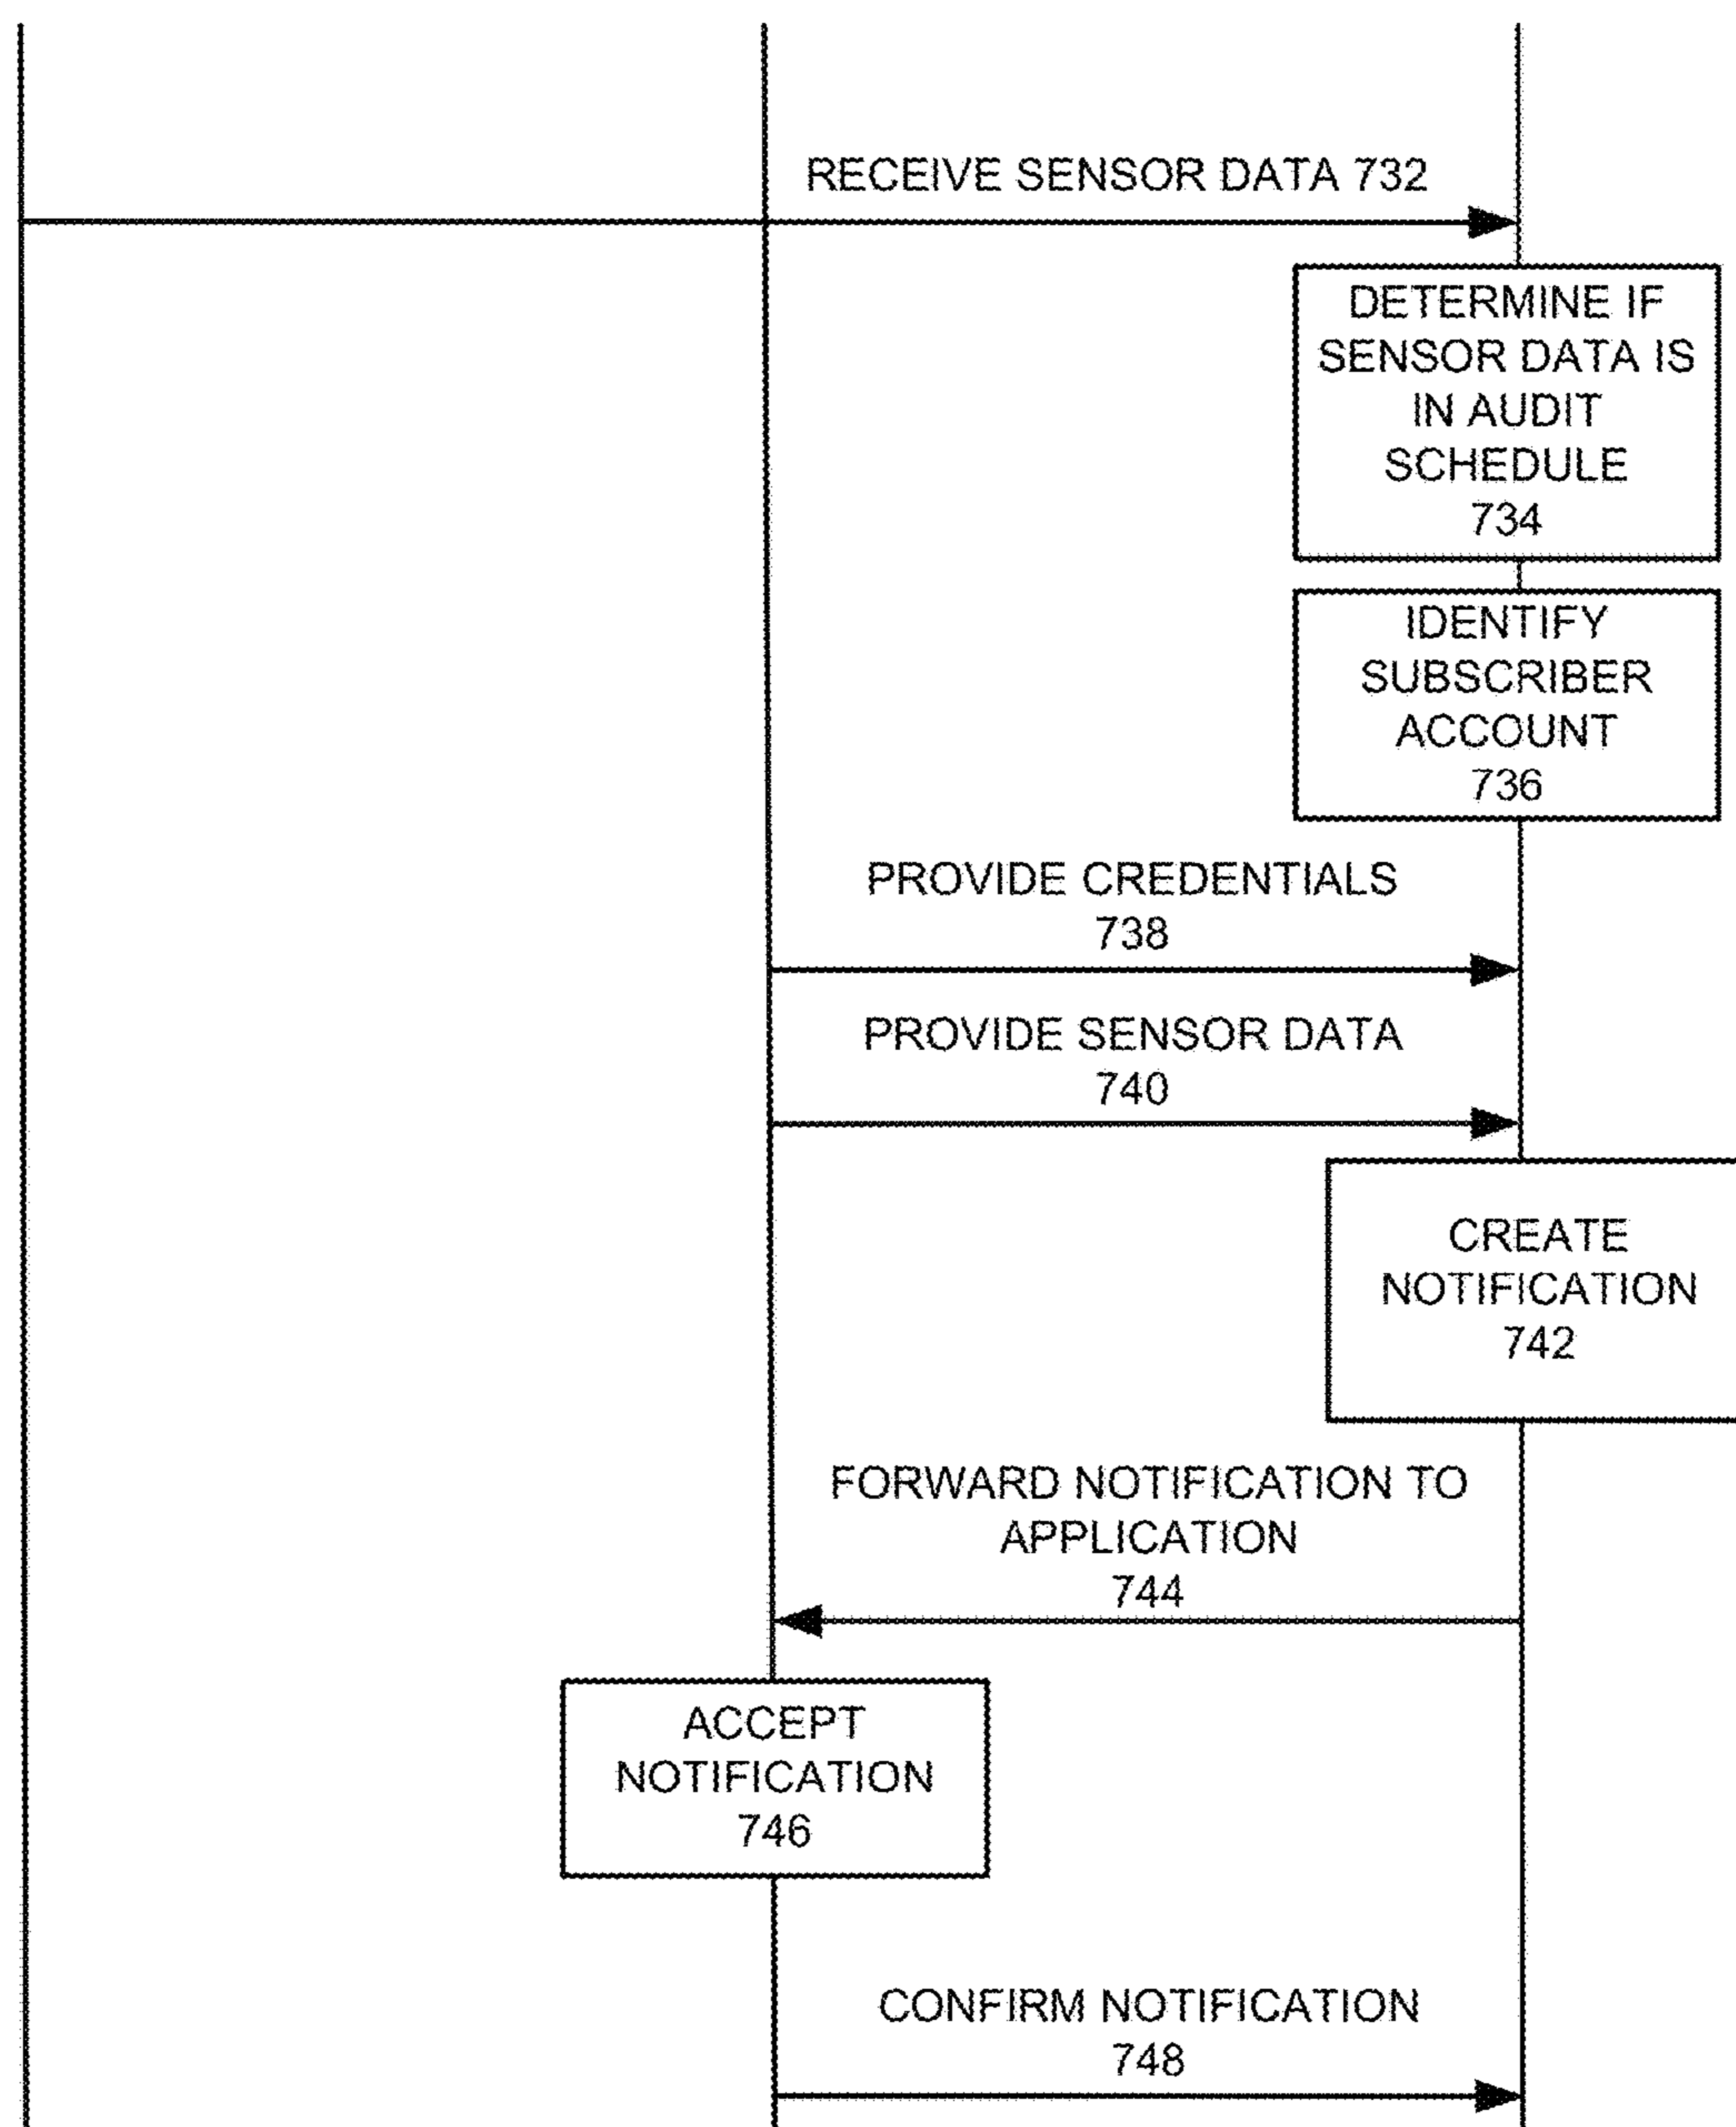 RECEIVE SENSOR DATA 732
DETERMINE IF
SENSOR DATA IS
IN AUDIT
SCHEDULE
734
IDENTIFY
SUBSCRIBER
ACCOUNT
736
PROVIDE CREDENTIALS
738
PROVIDE SENSOR DATA
740
CREATE
NOTIFICATION
742
FORWARD NOTIFICATION TO
APPLICATION
744
ACCEPT
NOTIFICATION
746
CONFIRM NOTIFICATION
748